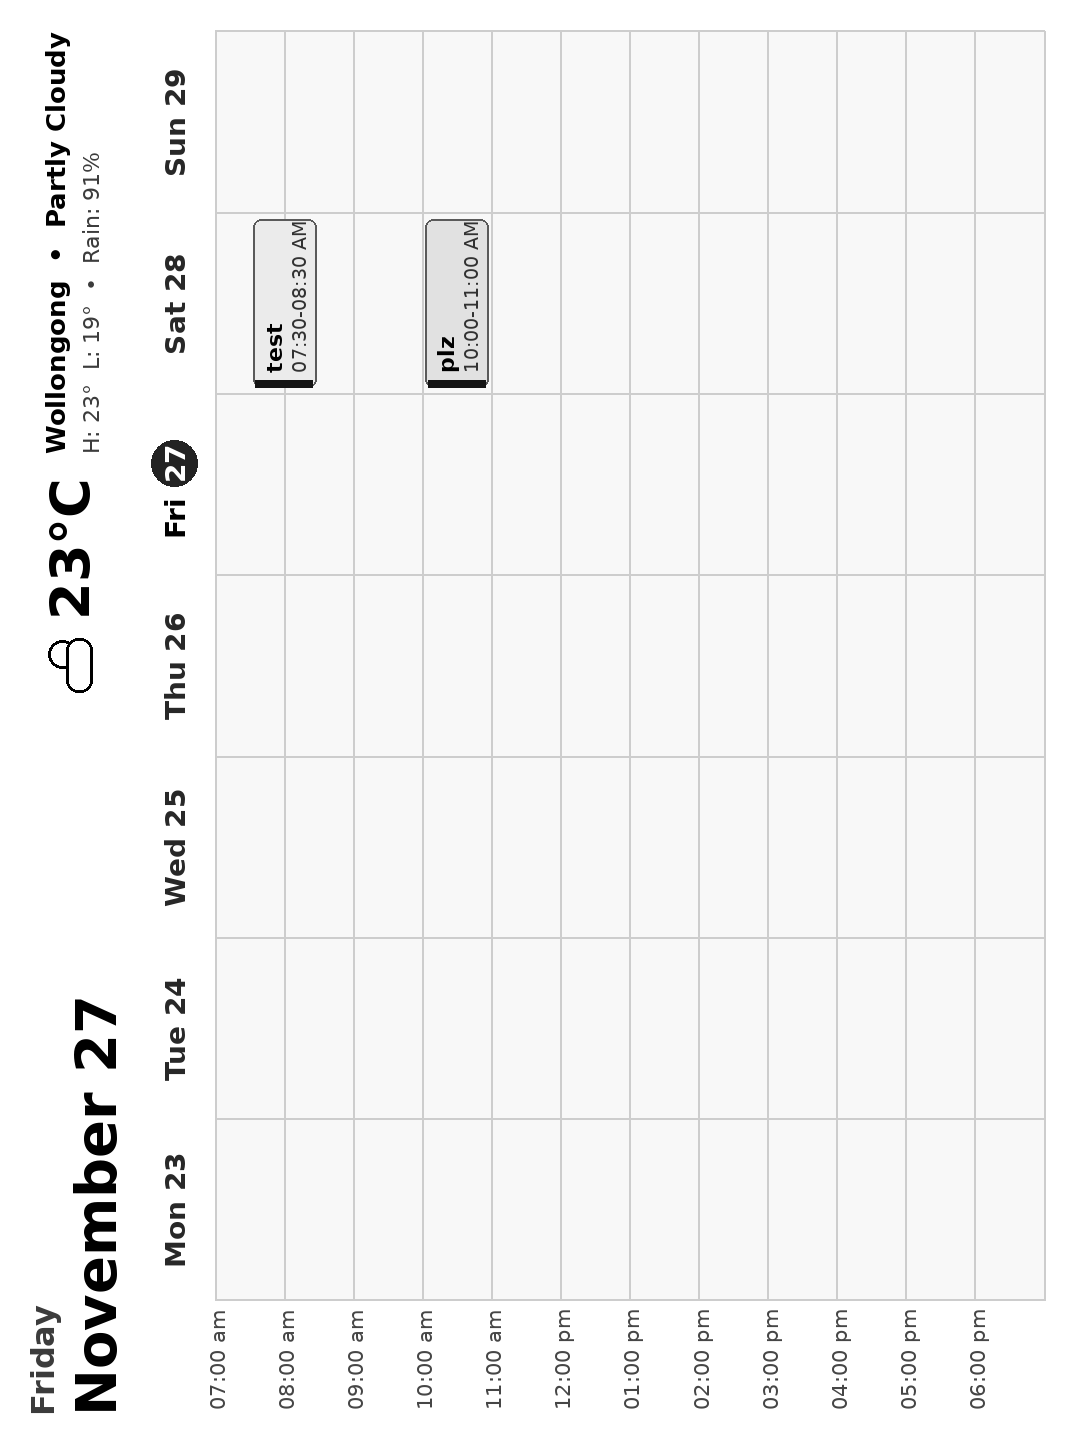 Friday
November 27
23°C
Wollongong • Partly Cloudy
H: 23° L: 19° • Rain: 91%
Mon 23
Tue 24
Wed 25
Thu 26
Fri 27
Sat 28
Sun 29
07:00 am
08:00 am
09:00 am
10:00 am
11:00 am
12:00 pm
01:00 pm
02:00 pm
03:00 pm
04:00 pm
05:00 pm
06:00 pm
test
07:30-08:30 AM
plz
10:00-11:00 AM